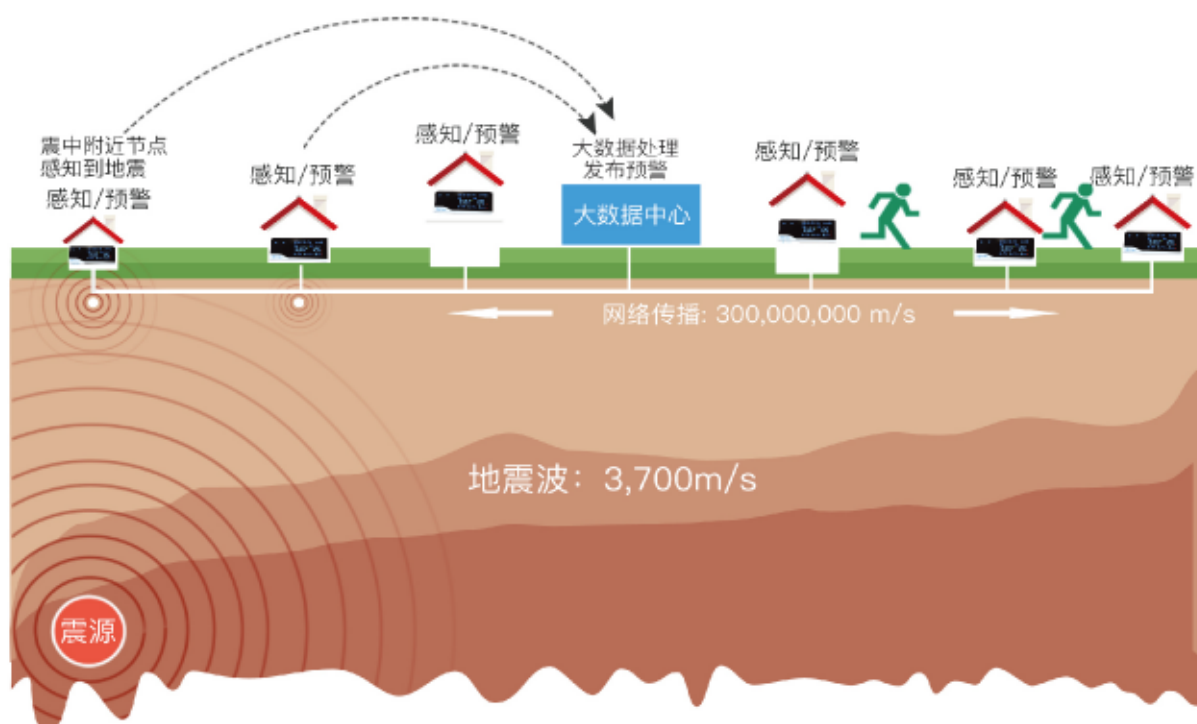 震中附近节点
感知到地震
感知/预警
感知/预警
感知/预警
大数据处理
发布预警
大数据中心
感知/预警
感知/预警
感知/预警
网络传播: 300,000,000 m/s
地震波：3,700m/s
震源